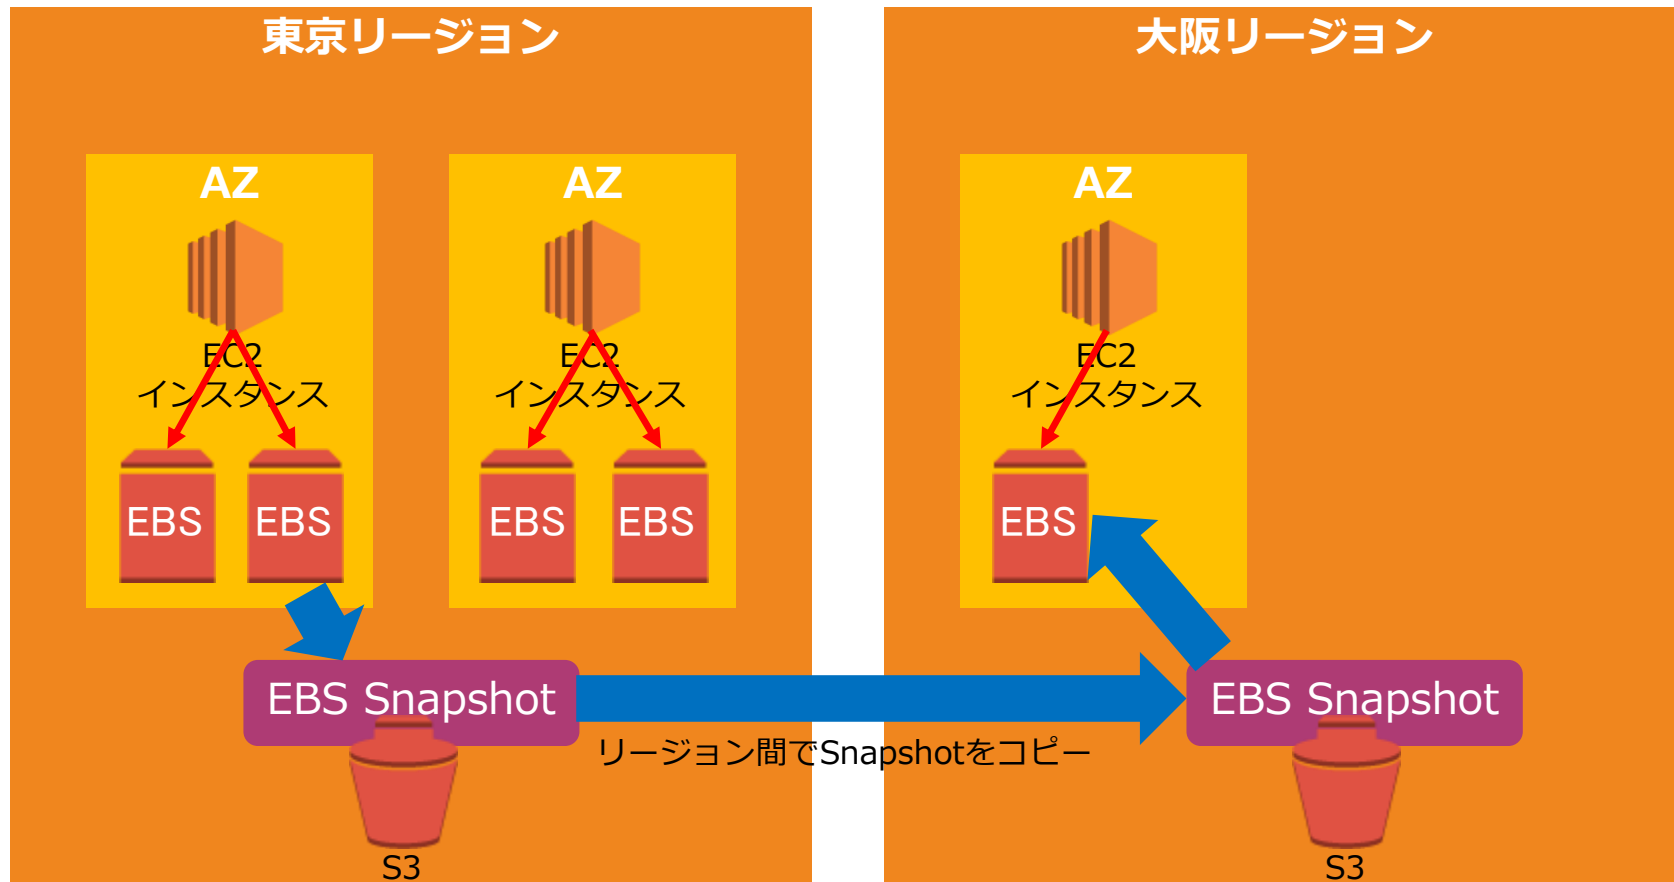 東京リージョン
大阪リージョン
AZ
AZ
AZ
EC2
インスタンス
EC2
インスタンス
EC2
インスタンス
EBS
EBS
EBS
EBS
EBS
EBS Snapshot
EBS Snapshot
リージョン間でSnapshotをコピー
S3
S3